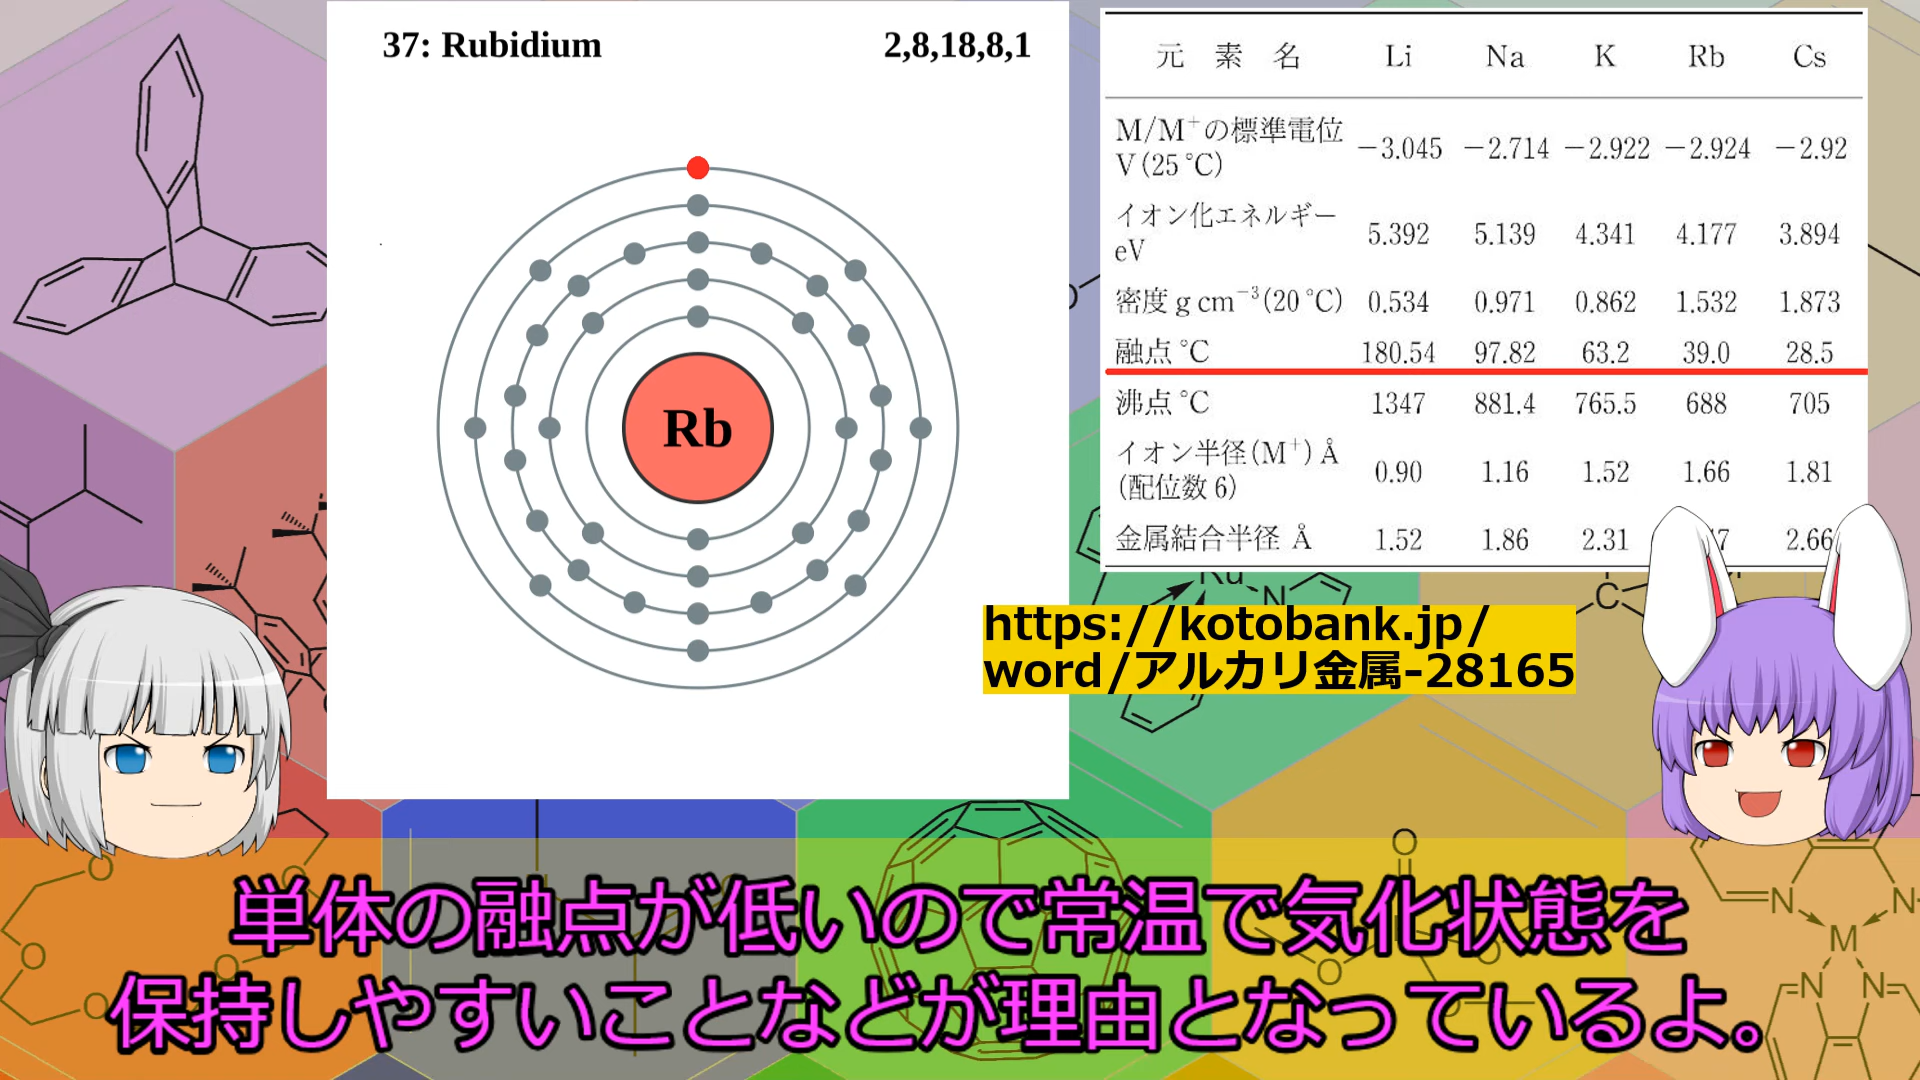 37: Rubidium 2,8,18,8,1
Rb
元素名 Li Na K Rb Cs
M/M⁺の標準電位 V(25℃) −3.045 −2.714 −2.922 −2.924 −2.92
イオン化エネルギー eV 5.392 5.139 4.341 4.177 3.894
密度 g cm⁻³(20℃) 0.534 0.971 0.862 1.532 1.873
融点℃ 180.54 97.82 63.2 39.0 28.5
沸点℃ 1347 881.4 765.5 688 705
イオン半径(M⁺)Å (配位数6) 0.90 1.16 1.52 1.66 1.81
金属結合半径 Å 1.52 1.86 2.31 2.66
https://kotobank.jp/
word/アルカリ金属-28165
Ru
N
C
O
O
O
O
O
O
N
N
M
N
N
単体の融点が低いので常温で気化状態を
保持しやすいことなどが理由となっているよ。